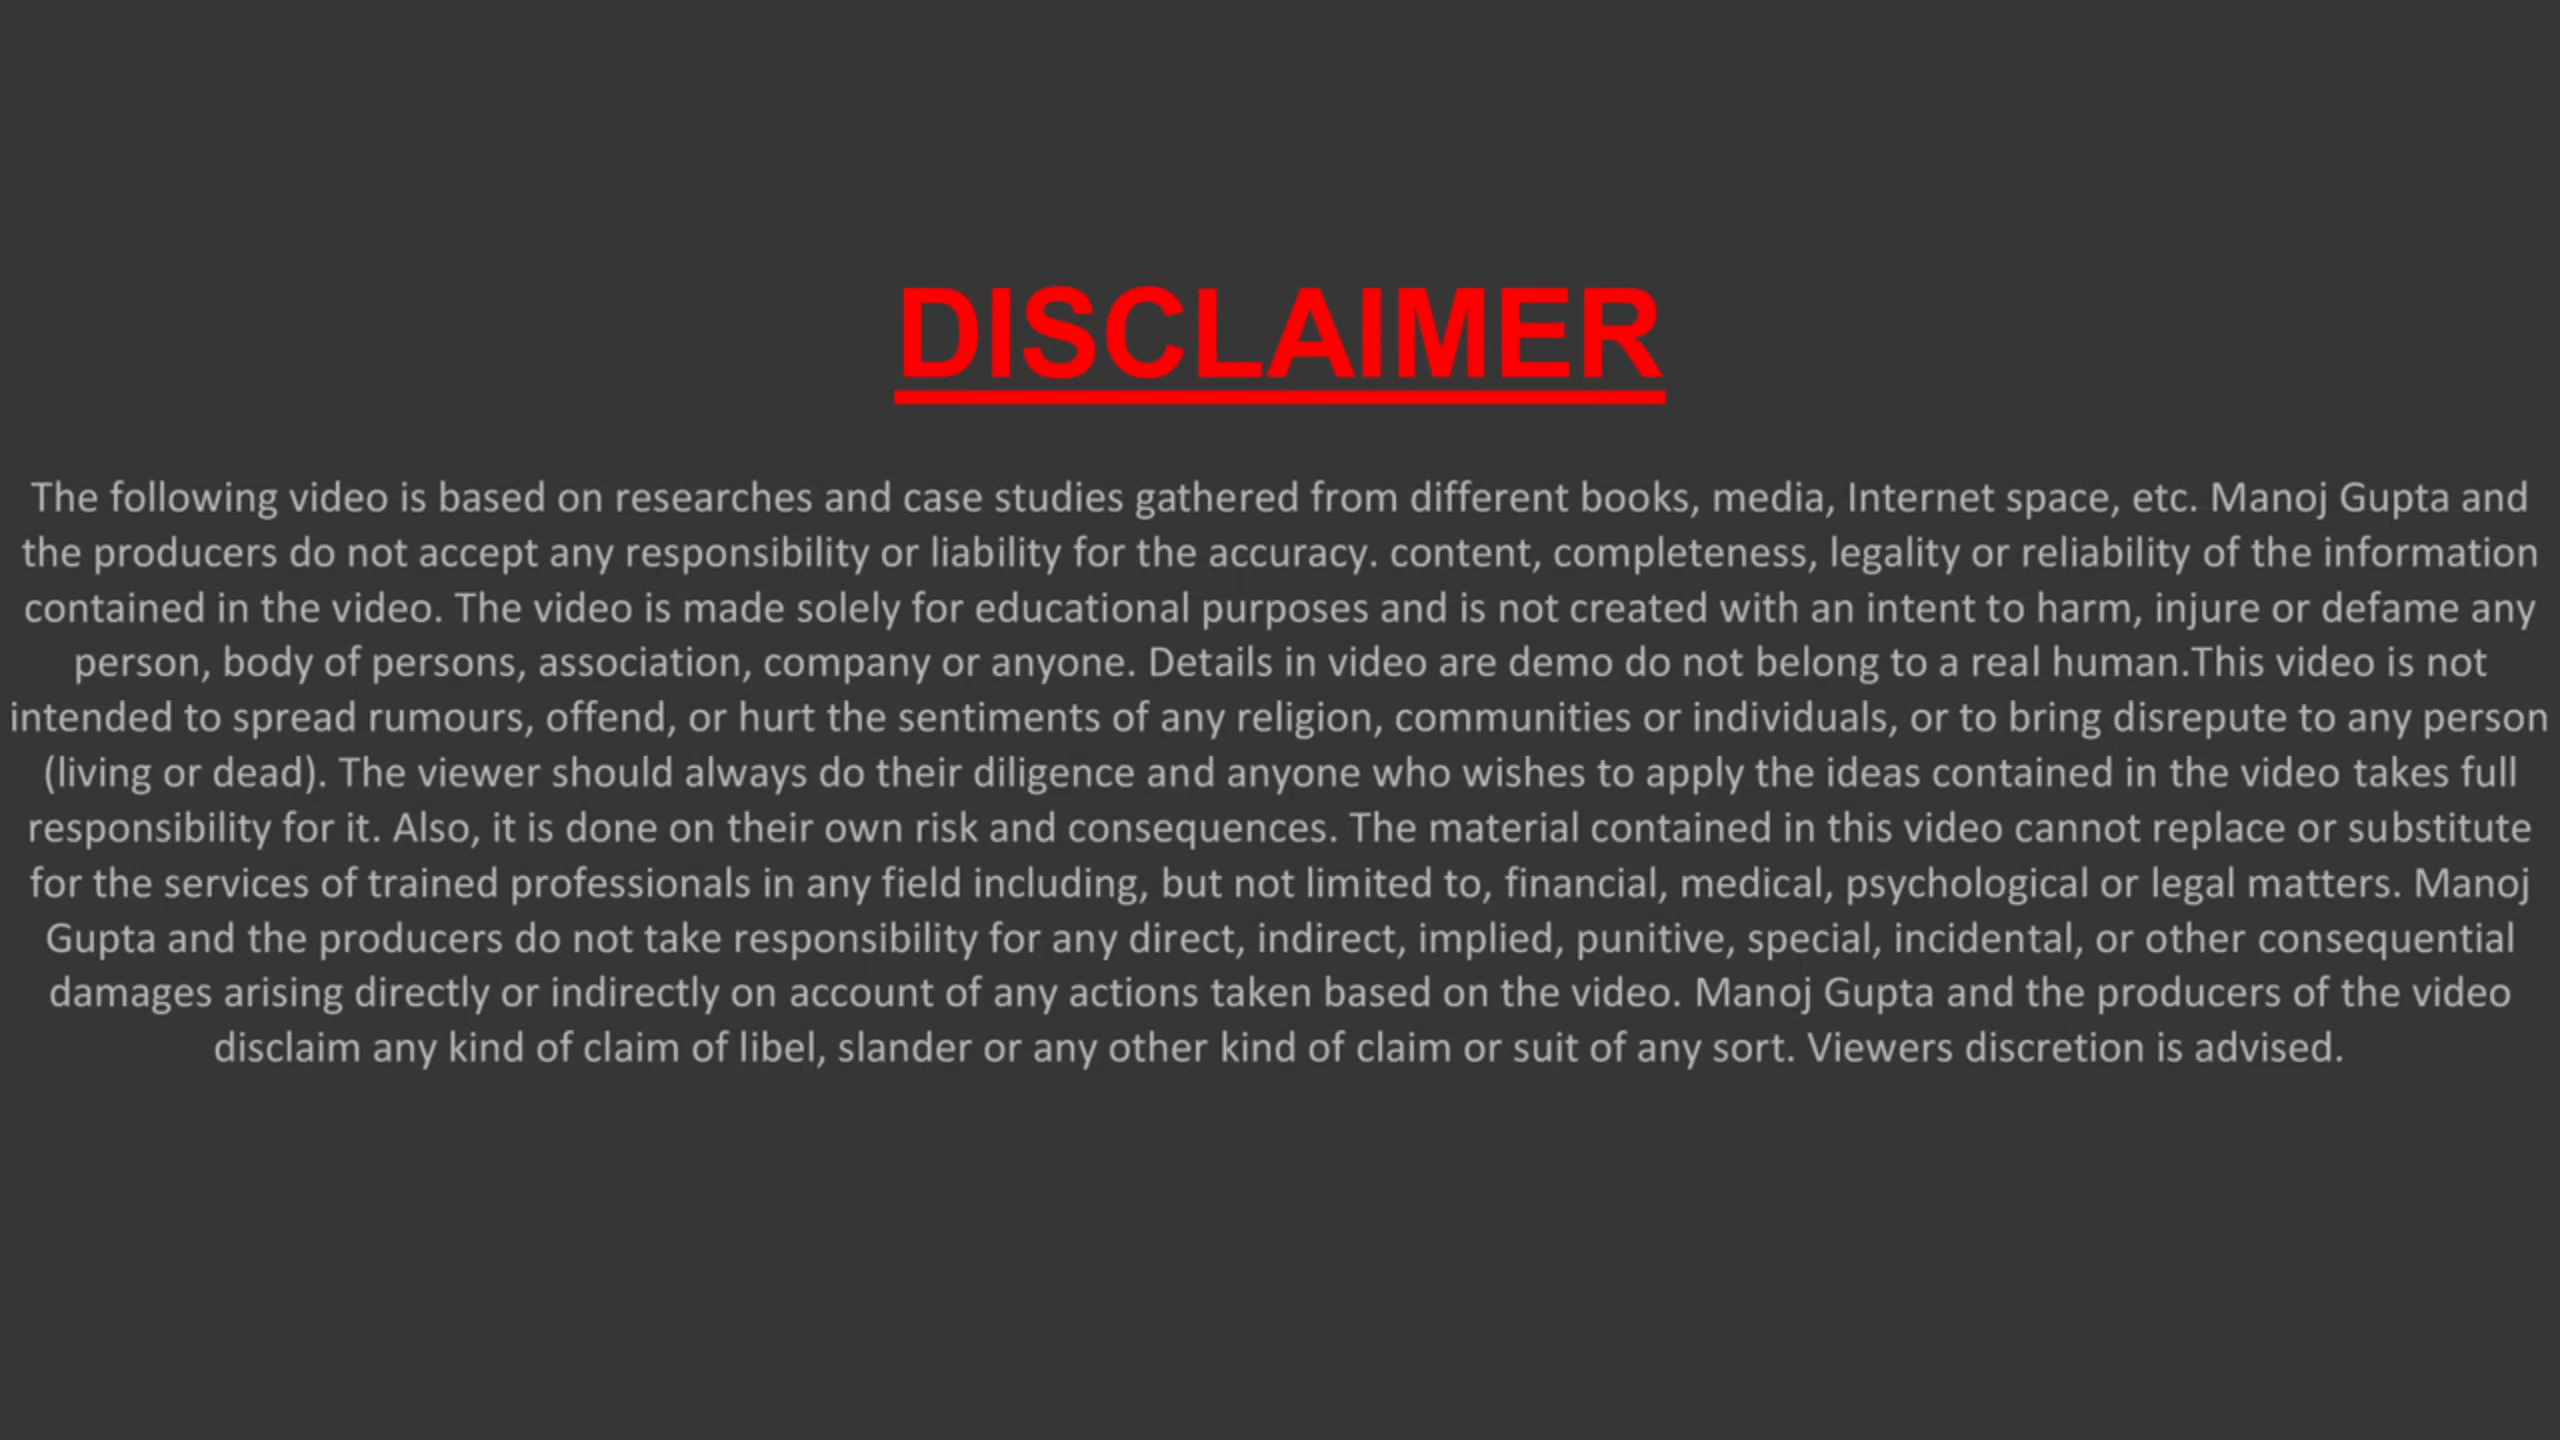 DISCLAIMER
The following video is based on researches and case studies gathered from different books, media, Internet space, etc. Manoj Gupta and
the producers do not accept any responsibility or liability for the accuracy. content, completeness, legality or reliability of the information
contained in the video. The video is made solely for educational purposes and is not created with an intent to harm, injure or defame any
person, body of persons, association, company or anyone. Details in video are demo do not belong to a real human.This video is not
intended to spread rumours, offend, or hurt the sentiments of any religion, communities or individuals, or to bring disrepute to any person
(living or dead). The viewer should always do their diligence and anyone who wishes to apply the ideas contained in the video takes full
responsibility for it. Also, it is done on their own risk and consequences. The material contained in this video cannot replace or substitute
for the services of trained professionals in any field including, but not limited to, financial, medical, psychological or legal matters. Manoj
Gupta and the producers do not take responsibility for any direct, indirect, implied, punitive, special, incidental, or other consequential
damages arising directly or indirectly on account of any actions taken based on the video. Manoj Gupta and the producers of the video
disclaim any kind of claim of libel, slander or any other kind of claim or suit of any sort. Viewers discretion is advised.